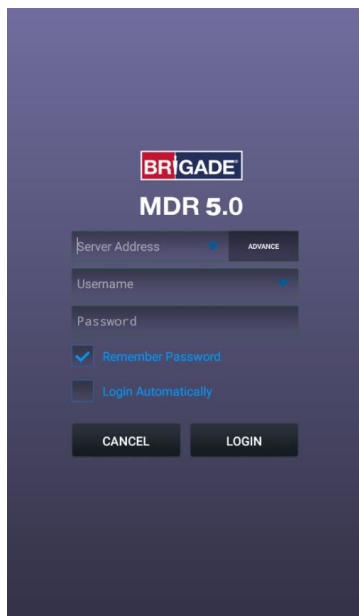 BRIGADE
MDR 5.0
Server Address ADVANCE
Username
Password
Remember Password
Login Automatically
CANCEL LOGIN